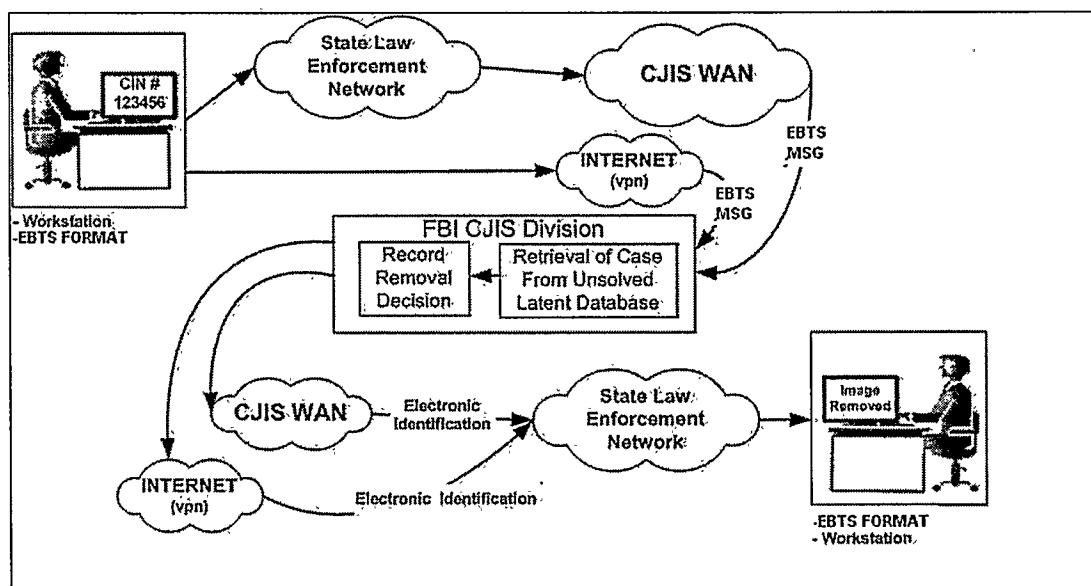 CIN #
123456
- Workstation
-EBTS FORMAT
State Law
Enforcement
Network
CJIS WAN
EBTS
MSG
INTERNET
(vpn)
EBTS
MSG
FBI CJIS Division
Record
Removal
Decision
Retrieval of Case
From Unsolved
Latent Database
CJIS WAN
Electronic
Identification
INTERNET
(vpn)
Electronic Identification
State Law
Enforcement
Network
Image
Removed
-EBTS FORMAT
- Workstation